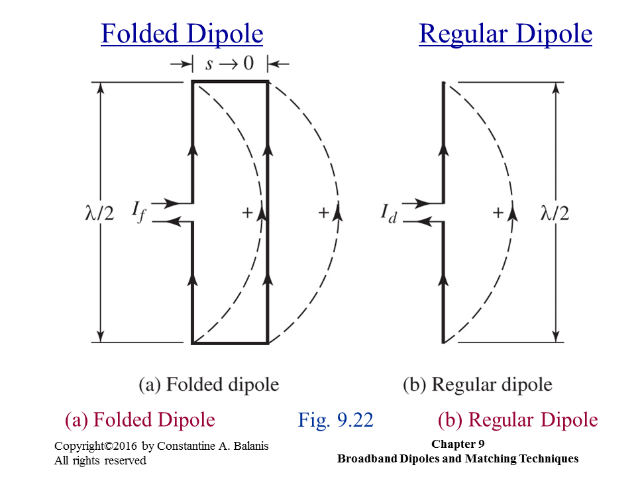 Folded Dipole Regular Dipole
s → 0
λ/2 I_f + + I_d + λ/2
(a) Folded dipole (b) Regular dipole
(a) Folded Dipole Fig. 9.22 (b) Regular Dipole
Copyright©2016 by Constantine A. Balanis
All rights reserved
Chapter 9
Broadband Dipoles and Matching Techniques